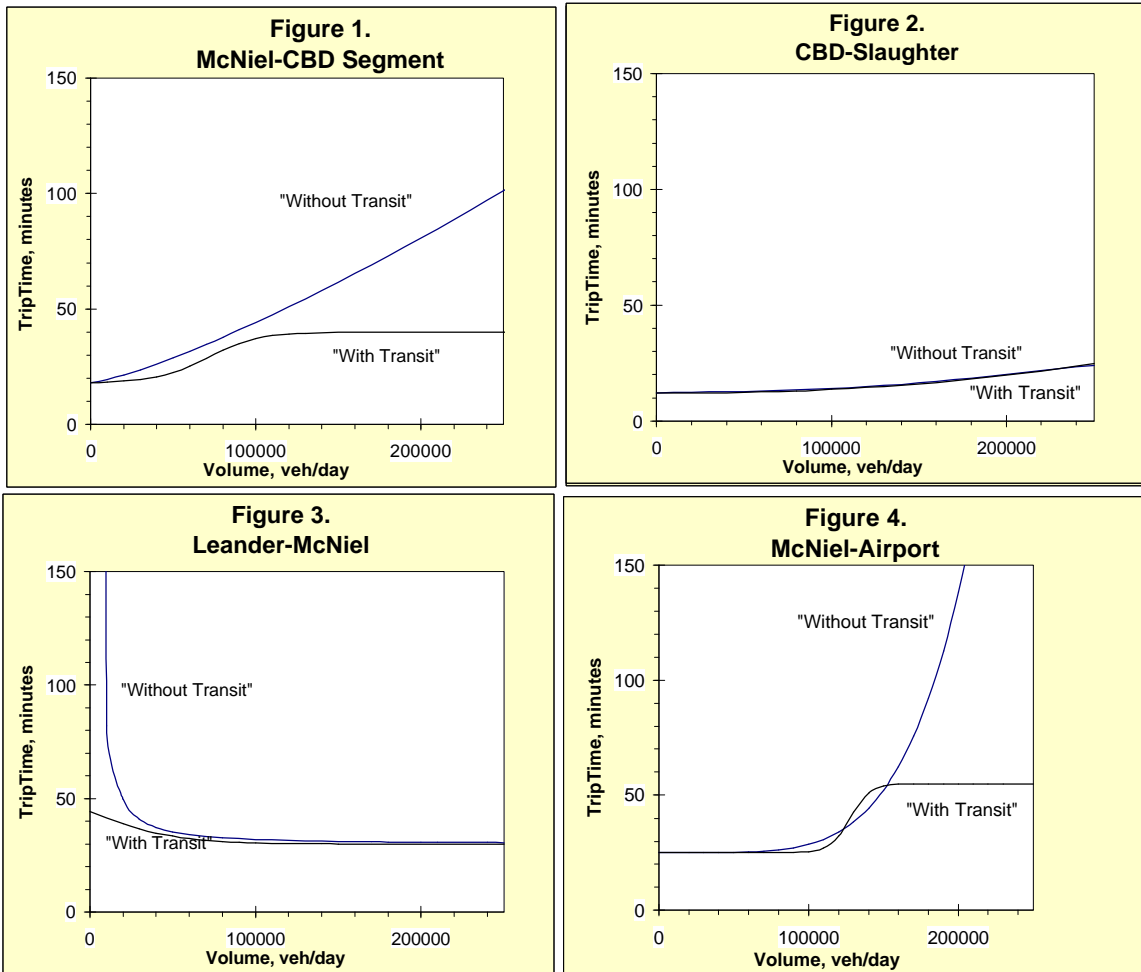 Figure 1.
McNiel-CBD Segment
150
100
50
0
TripTime, minutes
"Without Transit"
"With Transit"
0 100000 200000
Volume, veh/day
Figure 2.
CBD-Slaughter
150
100
50
0
TripTime, minutes
"Without Transit"
"With Transit"
0 100000 200000
Volume, veh/day
Figure 3.
Leander-McNiel
150
100
50
0
TripTime, minutes
"Without Transit"
"With Transit"
0 100000 200000
Volume, veh/day
Figure 4.
McNiel-Airport
150
100
50
0
TripTime, minutes
"Without Transit"
"With Transit"
0 100000 200000
Volume, veh/day